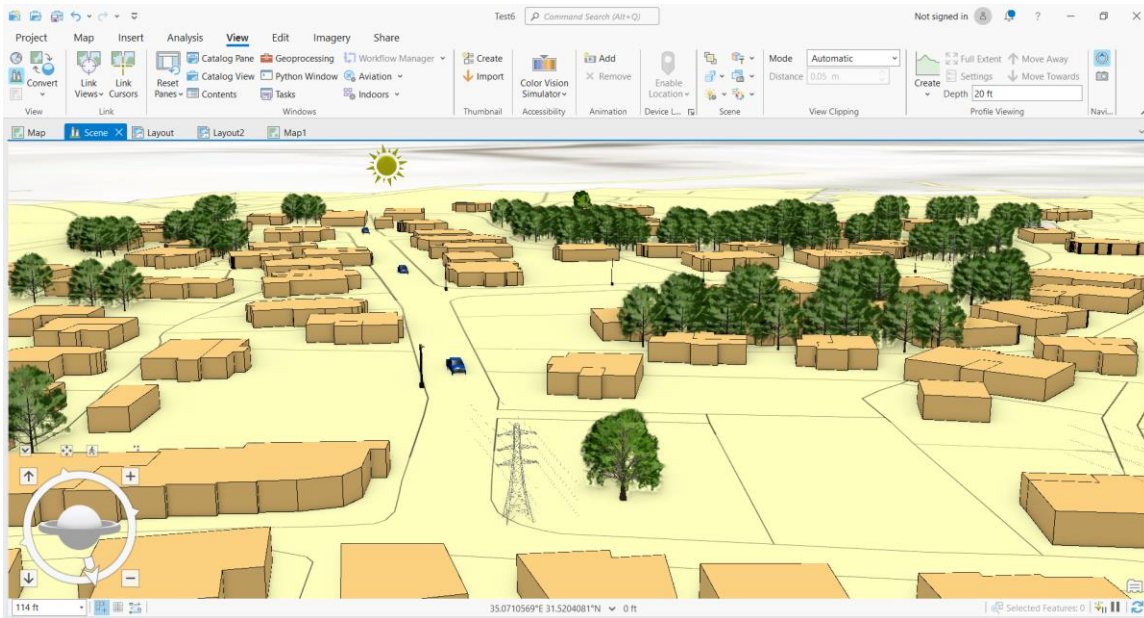 Test6
Command Search (Alt+Q)
Not signed in
Project Map Insert Analysis View Edit Imagery Share
Convert
Link Views
Link Cursors
Reset Panes
Catalog Pane Geoprocessing Workflow Manager
Catalog View Python Window Aviation
Contents Tasks Indoors
Create
Import
Color Vision Simulator
Add
Remove
Enable Location
Mode Automatic
Distance 0.05 m
Create
Full Extent Move Away
Settings Move Towards
Depth 20 ft
View Link Windows Thumbnail Accessibility Animation Device L... Scene View Clipping Profile Viewing Navi...
Map Scene Layout Layout2 Map1
114 ft
35.0710569°E 31.5204081°N 0 ft
Selected Features: 0